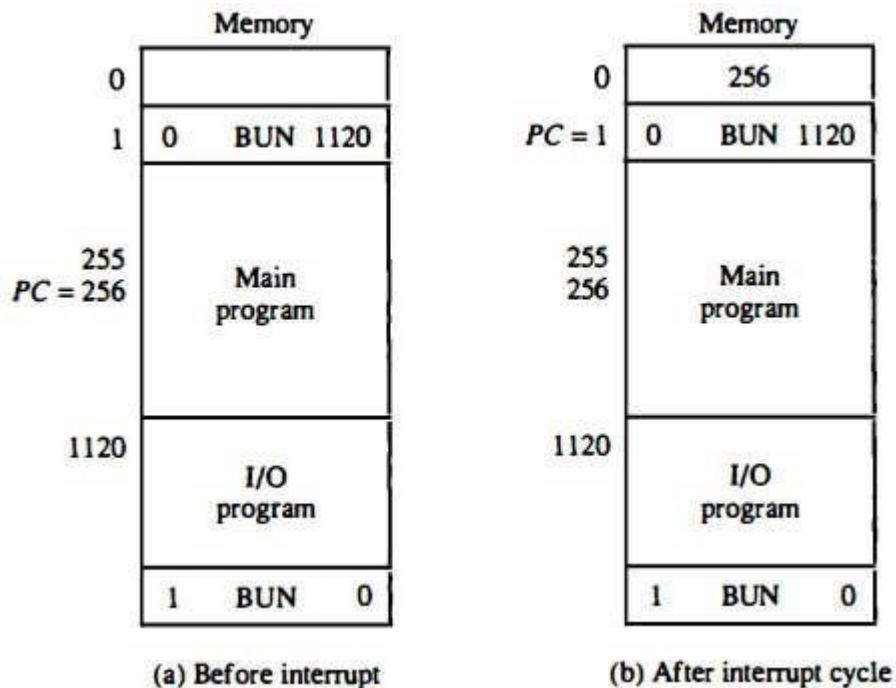 Memory
0
1 0 BUN 1120
255
PC = 256
Main
program
1120
I/O
program
1 BUN 0
(a) Before interrupt
Memory
0 256
PC = 1 0 BUN 1120
255
256
Main
program
1120
I/O
program
1 BUN 0
(b) After interrupt cycle